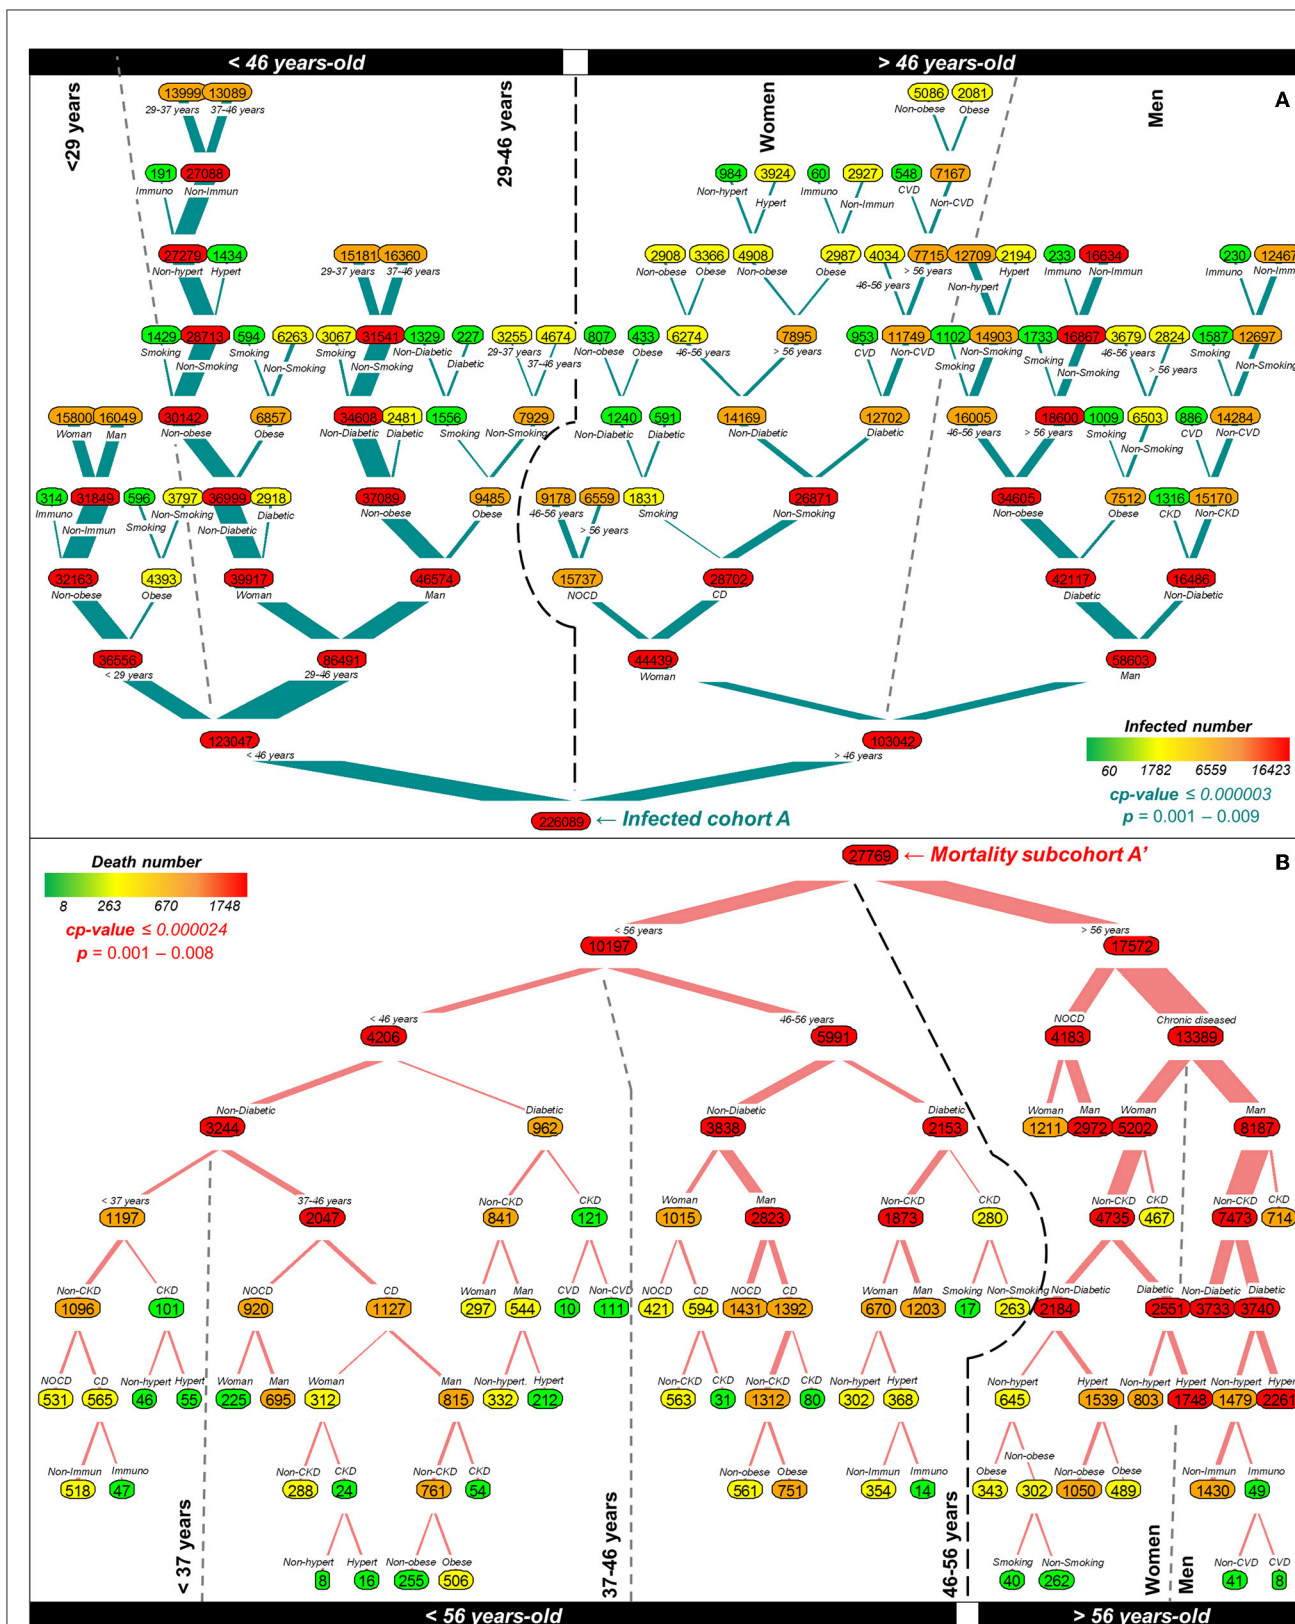 < 46 years-old > 46 years-old
A
<29 years 29-46 years Women Men
13999 13089 5086 2081
29-37 years 37-46 years Non-obese Obese
191 27088 984 3924 60 2927 548 7167
Immuno Non-Immun Non-hypert Hypert Immuno Non-Immun CVD Non-CVD
27279 1434 15181 16360 2908 3366 4908 2987 4034 7715 12709 2194 233 16634 230 12467
Non-hypert Hypert 29-37 years 37-46 years Non-obese Obese Non-obese Obese 46-56 years > 56 years Non-hypert Hypert Immuno Non-Immun Immuno Non-Imm
1429 28713 594 6263 3067 31541 1329 227 3255 4674 807 433 6274 7895 953 11749 1102 14903 1733 16867 3679 2824 1587 12697
Smoking Non-Smoking Smoking Non-Smoking Smoking Non-Smoking Non-Diabetic Diabetic 29-37 years 37-46 years Non-obese Obese 46-56 years > 56 years CVD Non-CVD Smoking Non-Smoking Smoking Non-Smoking 46-56 years > 56 years Smoking Non-Smoking
15800 16049 30142 6857 34608 2481 1556 7929 1240 591 14169 12702 16005 18600 1009 6503 886 14284
Woman Man Non-obese Obese Non-Diabetic Diabetic Smoking Non-Smoking Non-Diabetic Diabetic Non-Diabetic Diabetic 46-56 years > 56 years Smoking Non-Smoking CVD Non-CVD
314 31849 596 3797 36999 2918 37089 9485 9178 6559 1831 26871 34605 7512 1316 15170
Immuno Non-Immun Smoking Non-Smoking Non-Diabetic Diabetic Non-obese Obese 46-56 years > 56 years Smoking Non-Smoking Non-obese Obese CKD Non-CKD
32163 4393 39917 46574 15737 28702 42117 16486
Non-obese Obese Woman Man NOCD CD Diabetic Non-Diabetic
36556 86491 44439 58603
< 29 years 29-46 years Woman Man
123047 103042
< 46 years > 46 years
226089 ← Infected cohort A
Infected number
60 1782 6559 16423
cp-value ≤ 0.000003
p = 0.001 – 0.009
B
Death number
8 263 670 1748
cp-value ≤ 0.000024
p = 0.001 – 0.008
27769 ← Mortality subcohort A’
< 56 years > 56 years
10197 17572
< 46 years 46-56 years NOCD Chronic diseased
4206 5991 4183 13389
Non-Diabetic Diabetic Non-Diabetic Diabetic Woman Man Woman Man
3244 962 3838 2153 1211 2972 5202 8187
< 37 years 37-46 years Non-CKD CKD Woman Man Non-CKD CKD Non-CKD CKD Non-CKD CKD
1197 2047 841 121 1015 2823 1873 280 4735 467 7473 714
Non-CKD CKD NOCD CD Woman Man CVD Non-CVD NOCD CD NOCD CD Woman Man Smoking Non-Smoking Non-Diabetic Diabetic Non-Diabetic Diabetic
1096 101 920 1127 297 544 10 111 421 594 1431 1392 670 1203 17 263 2184 2551 3733 3740
NOCD CD Non-hypert Hypert Woman Man Woman Man Non-hypert. Hypert Non-CKD CKD Non-CKD CKD Non-hypert Hypert Non-hypert Hypert Non-hypert Hypert Non-hypert Hyper
531 565 46 55 225 695 312 815 332 212 563 31 1312 80 302 368 645 1539 803 1748 1479 2261
Non-Immun Immuno Non-CKD CKD Non-CKD CKD Non-obese Obese Non-Immun Immuno Obese Non-obese Non-obese Obese Non-Immun Immuno
518 47 288 24 761 54 561 751 354 14 343 302 1050 489 1430 49
Non-hypert Hypert Non-obese Obese Smoking Non-Smoking Non-CVD CVD
8 16 255 506 40 262 41 8
< 37 years 37-46 years 46-56 years Women Men
< 56 years-old > 56 years-old